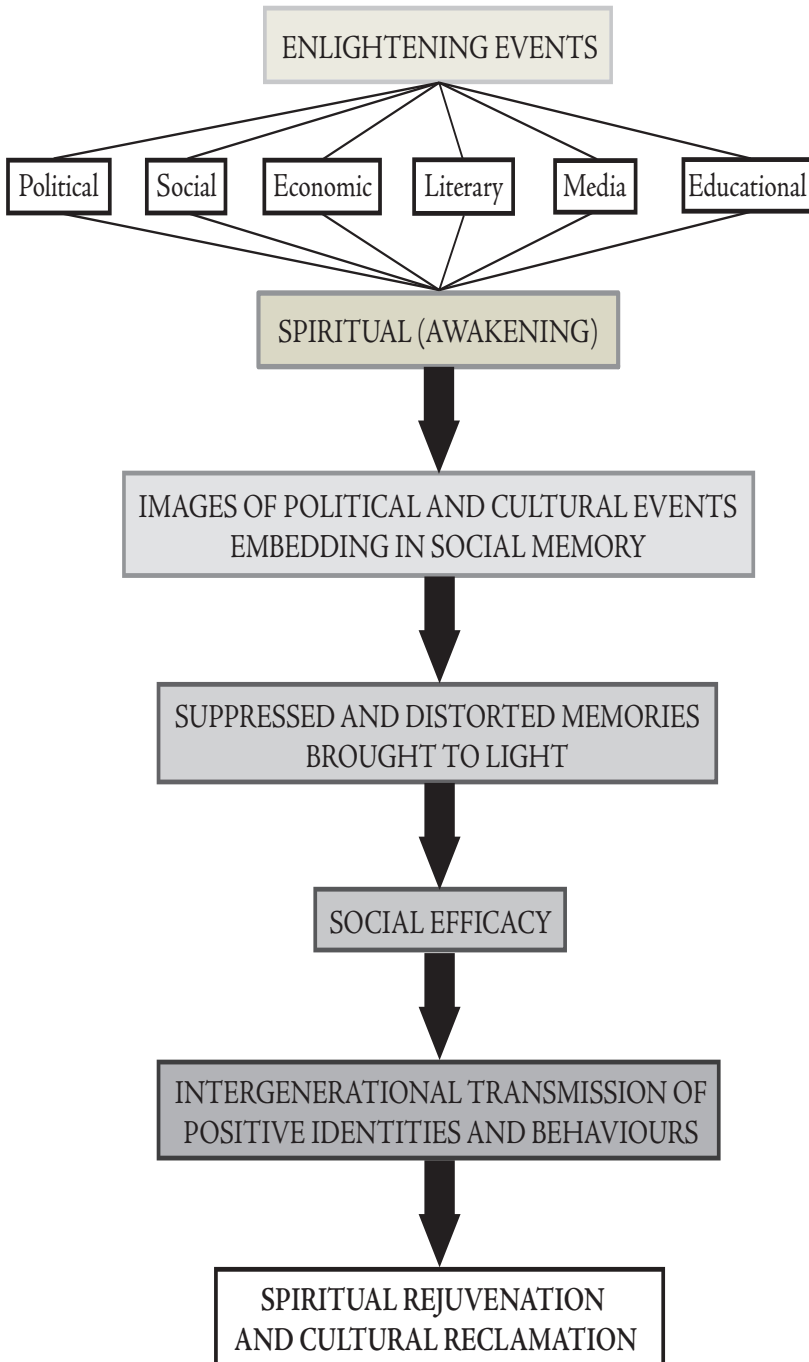 ENLIGHTENING EVENTS
Political
Social
Economic
Literary
Media
Educational
SPIRITUAL (AWAKENING)
IMAGES OF POLITICAL AND CULTURAL EVENTS
EMBEDDING IN SOCIAL MEMORY
SUPPRESSED AND DISTORTED MEMORIES
BROUGHT TO LIGHT
SOCIAL EFFICACY
INTERGENERATIONAL TRANSMISSION OF
POSITIVE IDENTITIES AND BEHAVIOURS
SPIRITUAL REJUVENATION
AND CULTURAL RECLAMATION